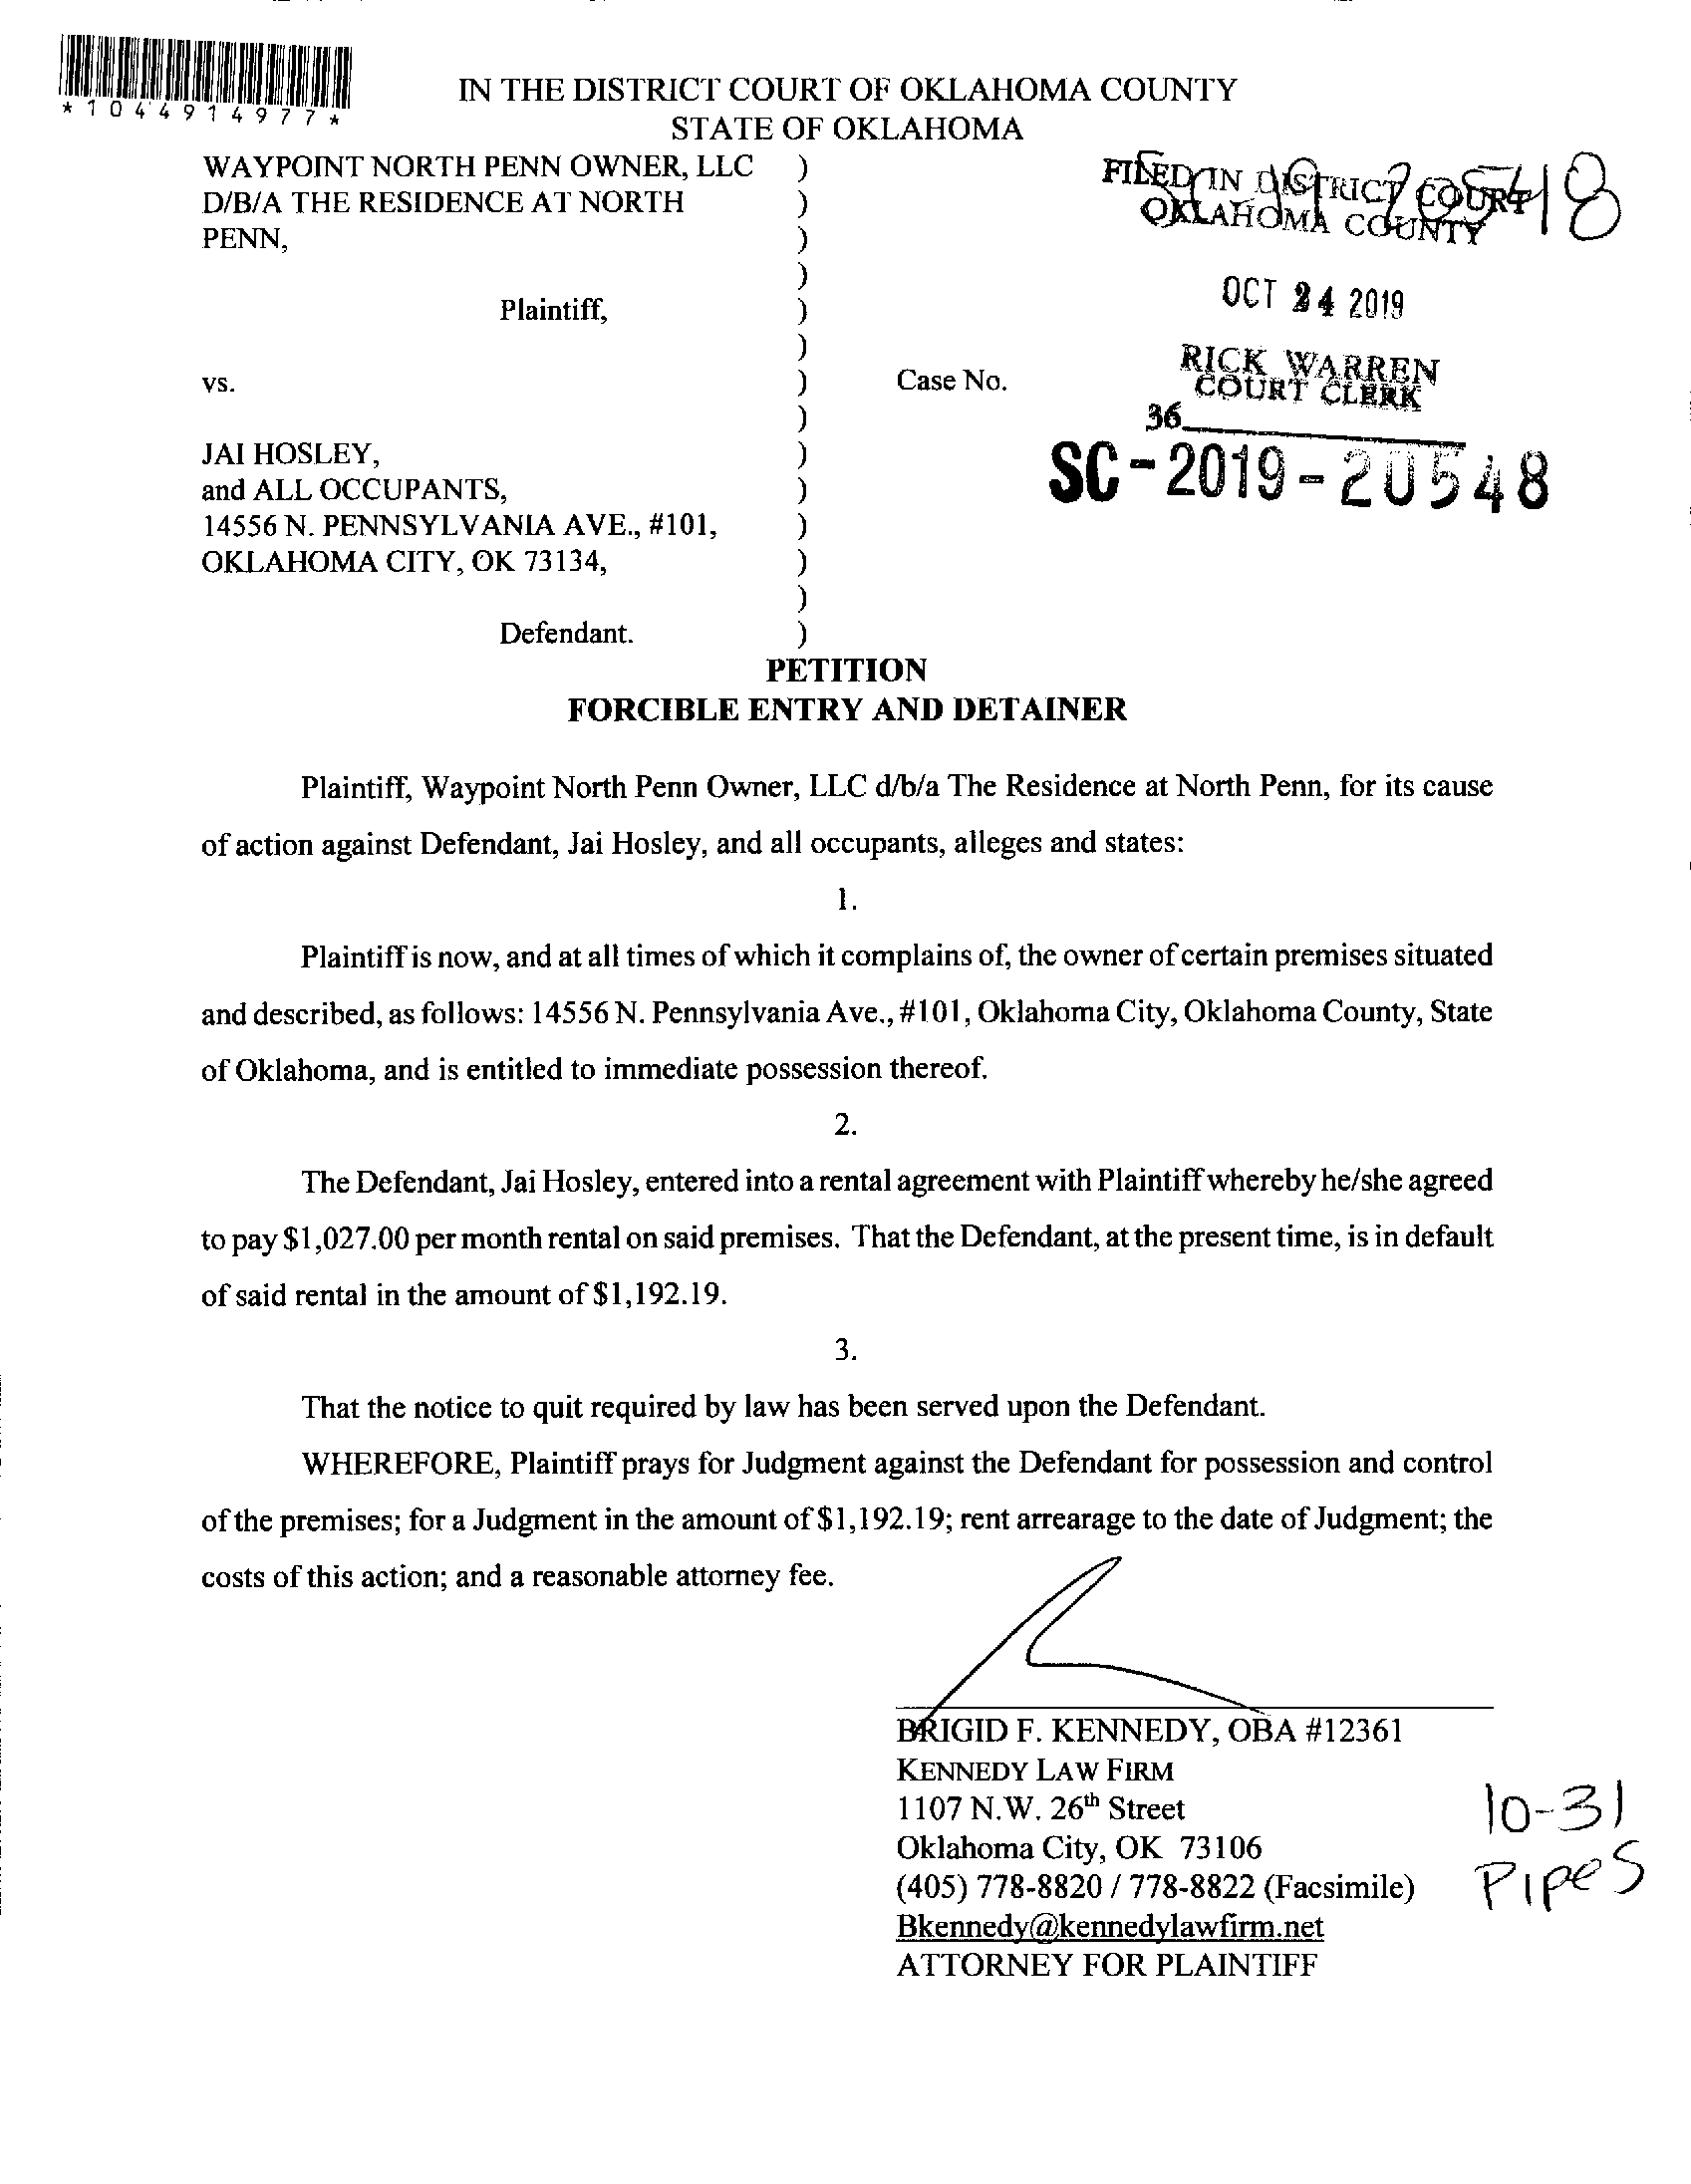 *1044914977*
IN THE DISTRICT COURT OF OKLAHOMA COUNTY
STATE OF OKLAHOMA
WAYPOINT NORTH PENN OWNER, LLC )
D/B/A THE RESIDENCE AT NORTH )
PENN, )
)
Plaintiff, )
)
vs. )
)
JAI HOSLEY, )
and ALL OCCUPANTS, )
14556 N. PENNSYLVANIA AVE., #101, )
OKLAHOMA CITY, OK 73134, )
)
Defendant. )
FILED IN DISTRICT COURT
OKLAHOMA COUNTY
OCT 24 2019
RICK WARREN
COURT CLERK
36
Case No.
SC-2019-20548
PETITION
FORCIBLE ENTRY AND DETAINER
Plaintiff, Waypoint North Penn Owner, LLC d/b/a The Residence at North Penn, for its cause
of action against Defendant, Jai Hosley, and all occupants, alleges and states:
1.
Plaintiff is now, and at all times of which it complains of, the owner of certain premises situated
and described, as follows: 14556 N. Pennsylvania Ave., #101, Oklahoma City, Oklahoma County, State
of Oklahoma, and is entitled to immediate possession thereof.
2.
The Defendant, Jai Hosley, entered into a rental agreement with Plaintiff whereby he/she agreed
to pay $1,027.00 per month rental on said premises. That the Defendant, at the present time, is in default
of said rental in the amount of $1,192.19.
3.
That the notice to quit required by law has been served upon the Defendant.
WHEREFORE, Plaintiff prays for Judgment against the Defendant for possession and control
of the premises; for a Judgment in the amount of $1,192.19; rent arrearage to the date of Judgment; the
costs of this action; and a reasonable attorney fee.
BRIGID F. KENNEDY, OBA #12361
KENNEDY LAW FIRM
1107 N.W. 26th Street
Oklahoma City, OK 73106
(405) 778-8820 / 778-8822 (Facsimile)
Bkennedy@kennedylawfirm.net
ATTORNEY FOR PLAINTIFF
10-31
Pipes